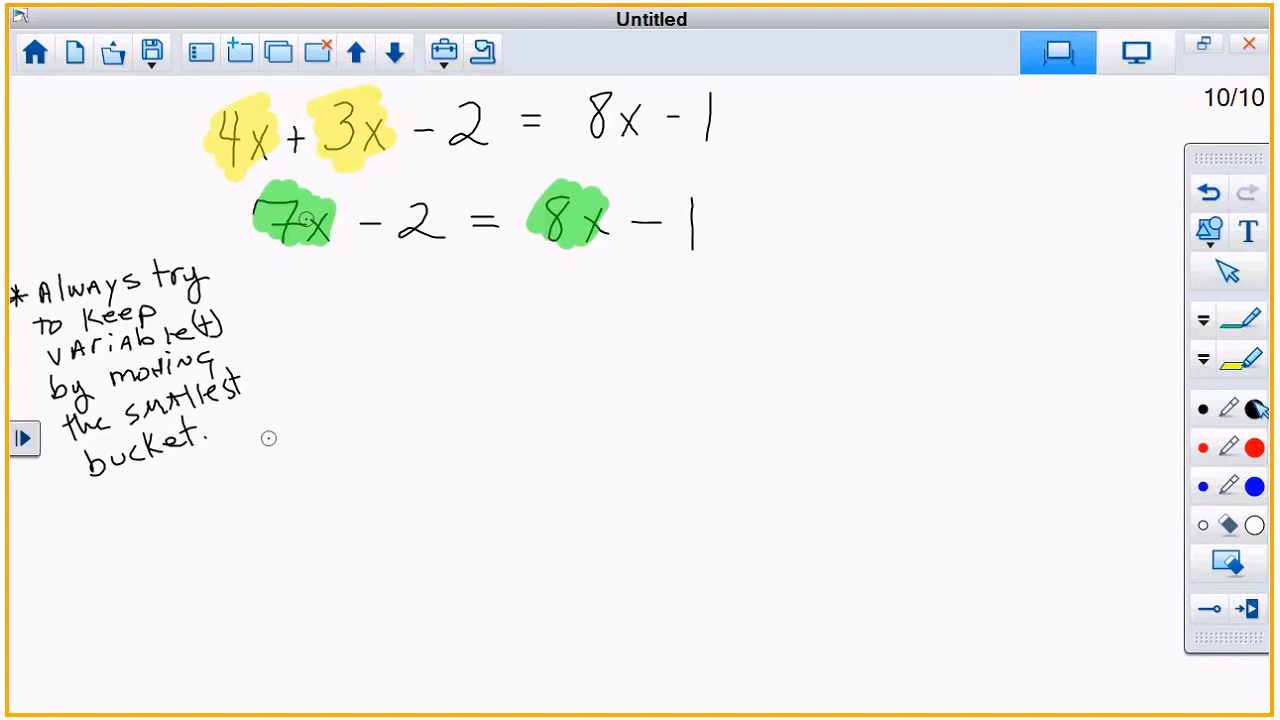 Untitled
10/10
4x + 3x - 2 = 8x - 1
7x - 2 = 8x - 1
* Always try
to keep
variable(+)
by moving
the smallest
bucket.
T